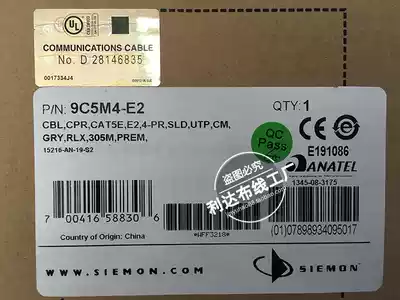 COMMUNICATIONS CABLE
No. D 28146835
0017334J4
P/N: 9C5M4-E2
QTY: 1
CBL,CPR,CAT5E,E2,4-PR,SLD,UTP,CM,
GRY,RLX,305M,PREM,
15216-AN-19-S2
QC
Pass
E191086
ANATEL
1345-08-3175
盗图必究
利达布线工厂
7 00416 58830 6
Country of Origin: China
*WFF3218*
(01)07898934095017
WWW.SIEMON.COM
SIEMON